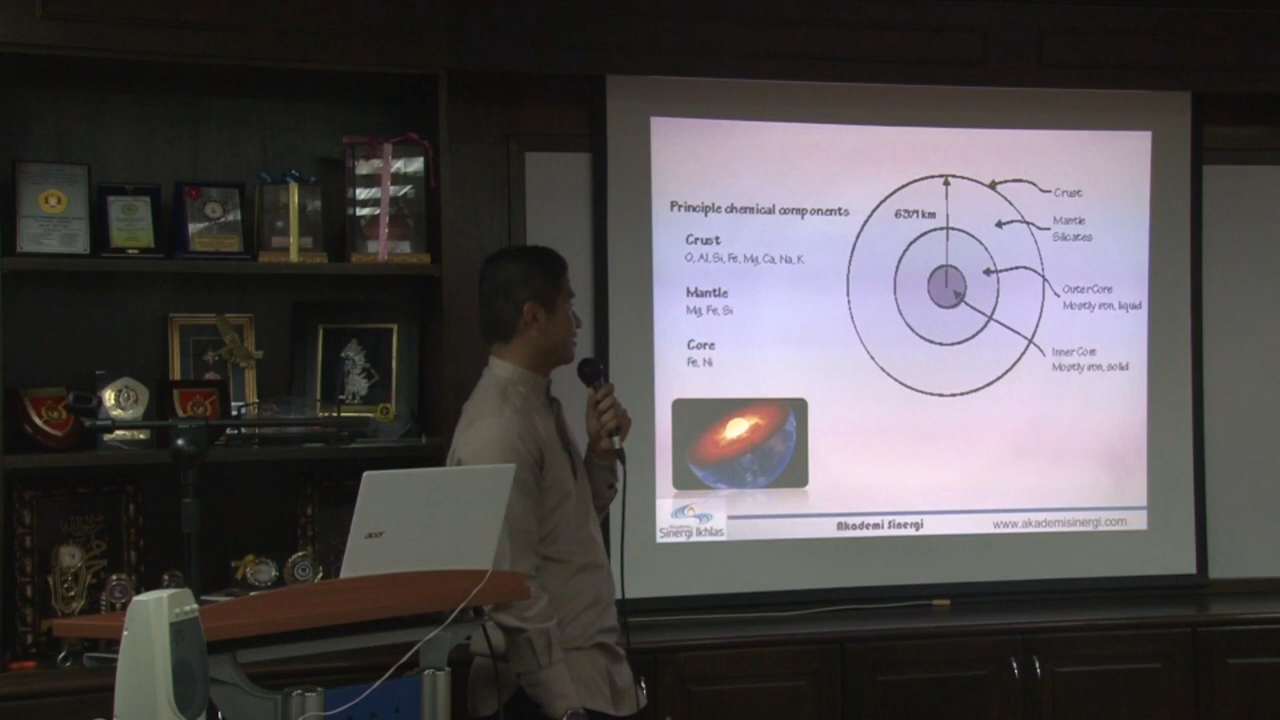 Principle chemical components
Crust
O, Al, Si, Fe, Mg, Ca, Na, K
Mantle
Mg, Fe, Si
Core
Fe, Ni
6371km
Crust
Mantle
Silicates
Outer Core
Mostly iron, liquid
Inner Core
Mostly iron, solid
Sinergi Ikhlas
Akademi Sinergi
www.akademisinergi.com
acer